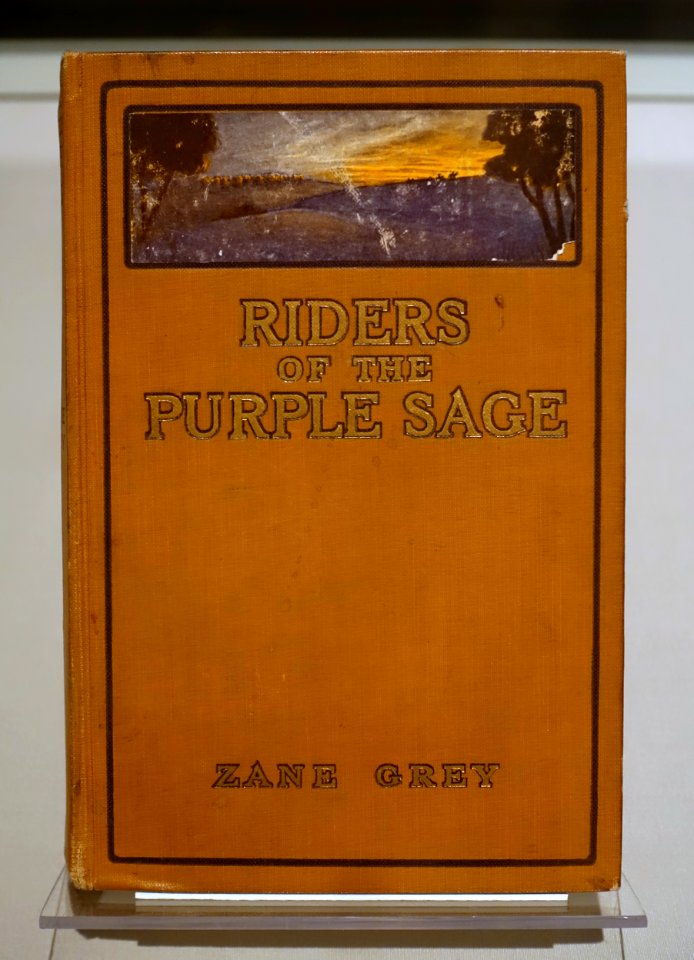 RIDERS
OF THE
PURPLE SAGE
ZANE GREY